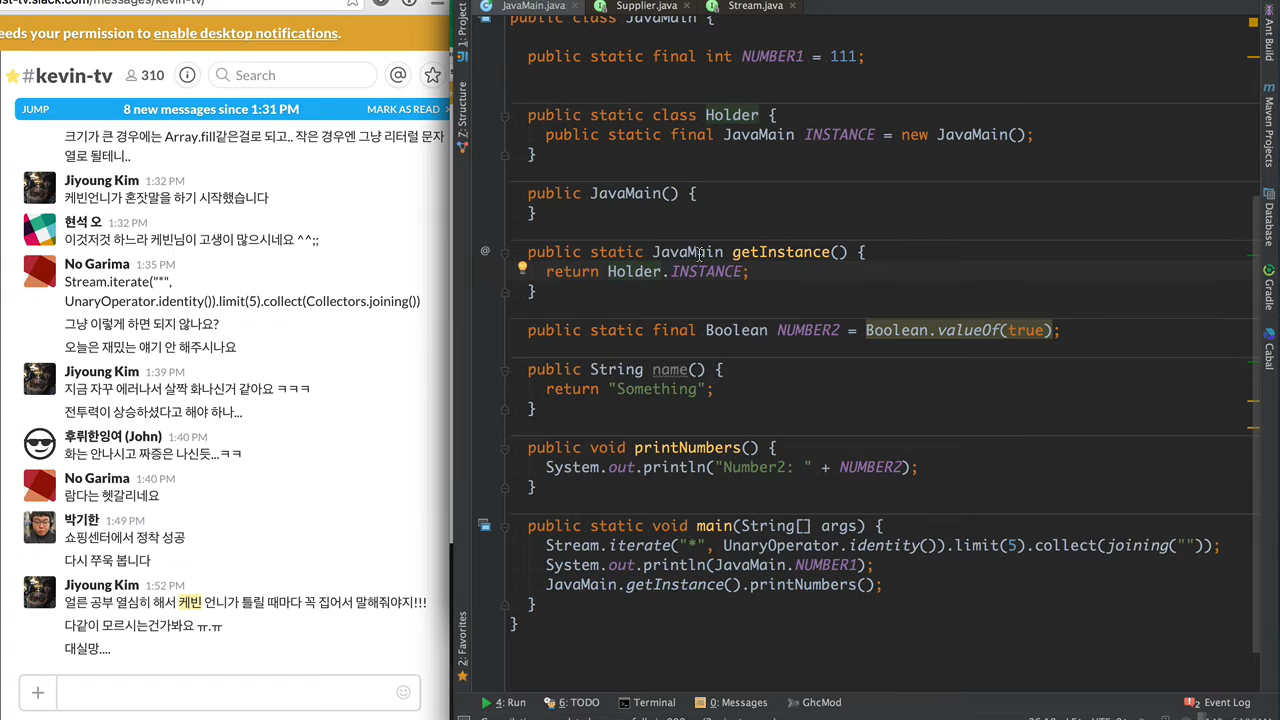 st-tv.slack.com/messages/kevin-tv/
eeds your permission to enable desktop notifications.
#kevin-tv 310 Search
JUMP 8 new messages since 1:31 PM MARK AS READ
크기가 큰 경우에는 Array.fill같은걸로 되고.. 작은 경우엔 그냥 리터럴 문자
열로 될테니..
Jiyoung Kim 1:32 PM
케빈언니가 혼잣말을 하기 시작했습니다
현석 오 1:32 PM
이것저것 하느라 케빈님이 고생이 많으시네요 ^^;;
No Garima 1:35 PM
Stream.iterate("*",
UnaryOperator.identity()).limit(5).collect(Collectors.joining())
그냥 이렇게 하면 되지 않나요?
오늘은 재밌는 얘기 안 해주시나요
Jiyoung Kim 1:39 PM
지금 자꾸 에러나서 살짝 화나신거 같아요 ㅋㅋㅋ
전투력이 상승하셨다고 해야 하나...
후뤼한잉여 (John) 1:40 PM
화는 안나시고 짜증은 나신듯...ㅋㅋ
No Garima 1:40 PM
람다는 헷갈리네요
박기한 1:49 PM
쇼핑센터에서 정착 성공
다시 쭈욱 봅니다
Jiyoung Kim 1:52 PM
얼른 공부 열심히 해서 케빈 언니가 틀릴 때마다 꼭 집어서 말해줘야지!!!
다같이 모르시는건가봐요 ㅠ.ㅠ
대실망....
JavaMain.java Supplier.java Stream.java
1: Project
7: Structure
2: Favorites
public class JavaMain {
public static final int NUMBER1 = 111;
public static class Holder {
public static final JavaMain INSTANCE = new JavaMain();
}
public JavaMain() {
}
public static JavaMain getInstance() {
return Holder.INSTANCE;
}
public static final Boolean NUMBER2 = Boolean.valueOf(true);
public String name() {
return "Something";
}
public void printNumbers() {
System.out.println("Number2: " + NUMBER2);
}
public static void main(String[] args) {
Stream.iterate("*", UnaryOperator.identity()).limit(5).collect(joining(""));
System.out.println(JavaMain.NUMBER1);
JavaMain.getInstance().printNumbers();
}
}
Ant Build
Maven Projects
Database
Gradle
Cabal
4: Run 6: TODO Terminal 0: Messages GhcMod 2 Event Log